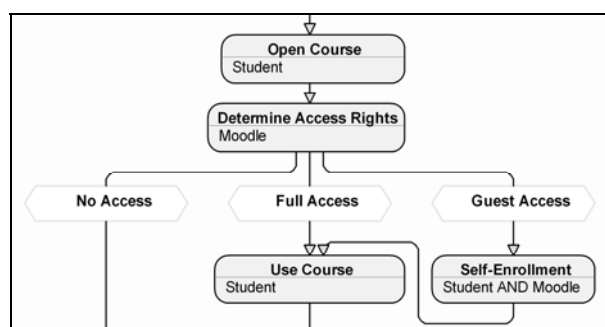 Open Course
Student
Determine Access Rights
Moodle
No Access
Full Access
Guest Access
Use Course
Student
Self-Enrollment
Student AND Moodle